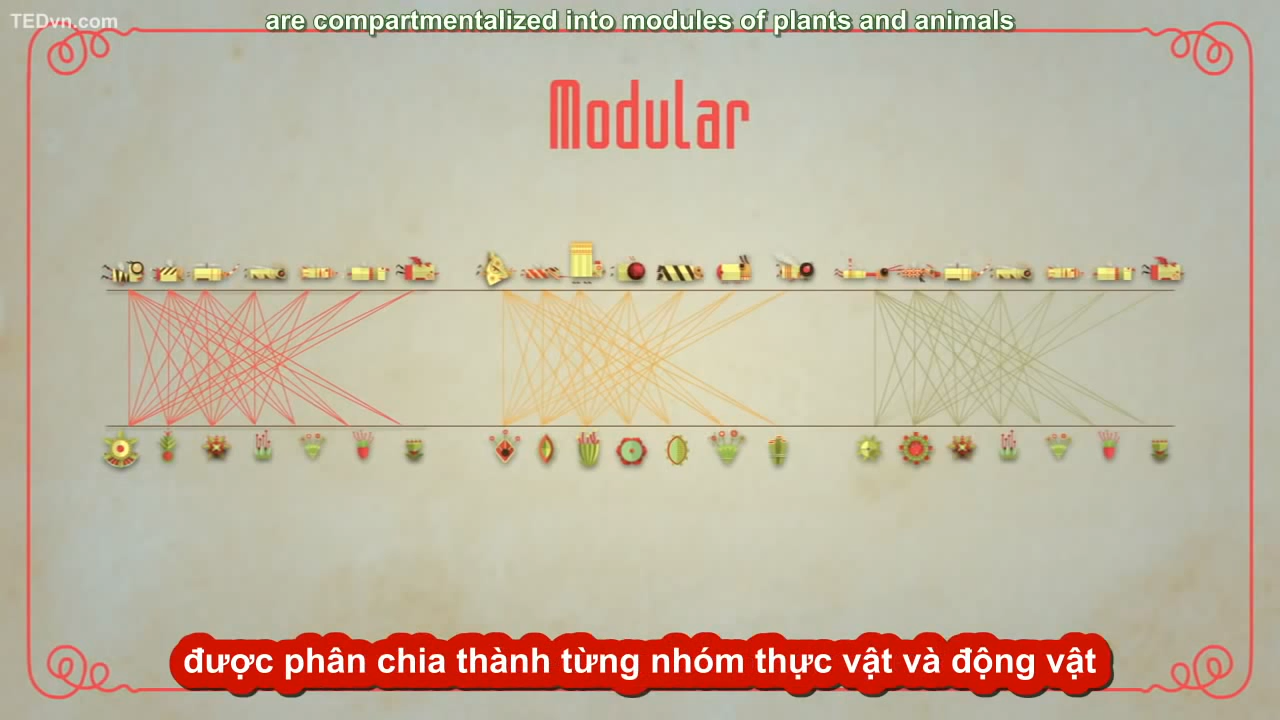 TEDvn.com
are compartmentalized into modules of plants and animals
Modular
được phân chia thành từng nhóm thực vật và động vật